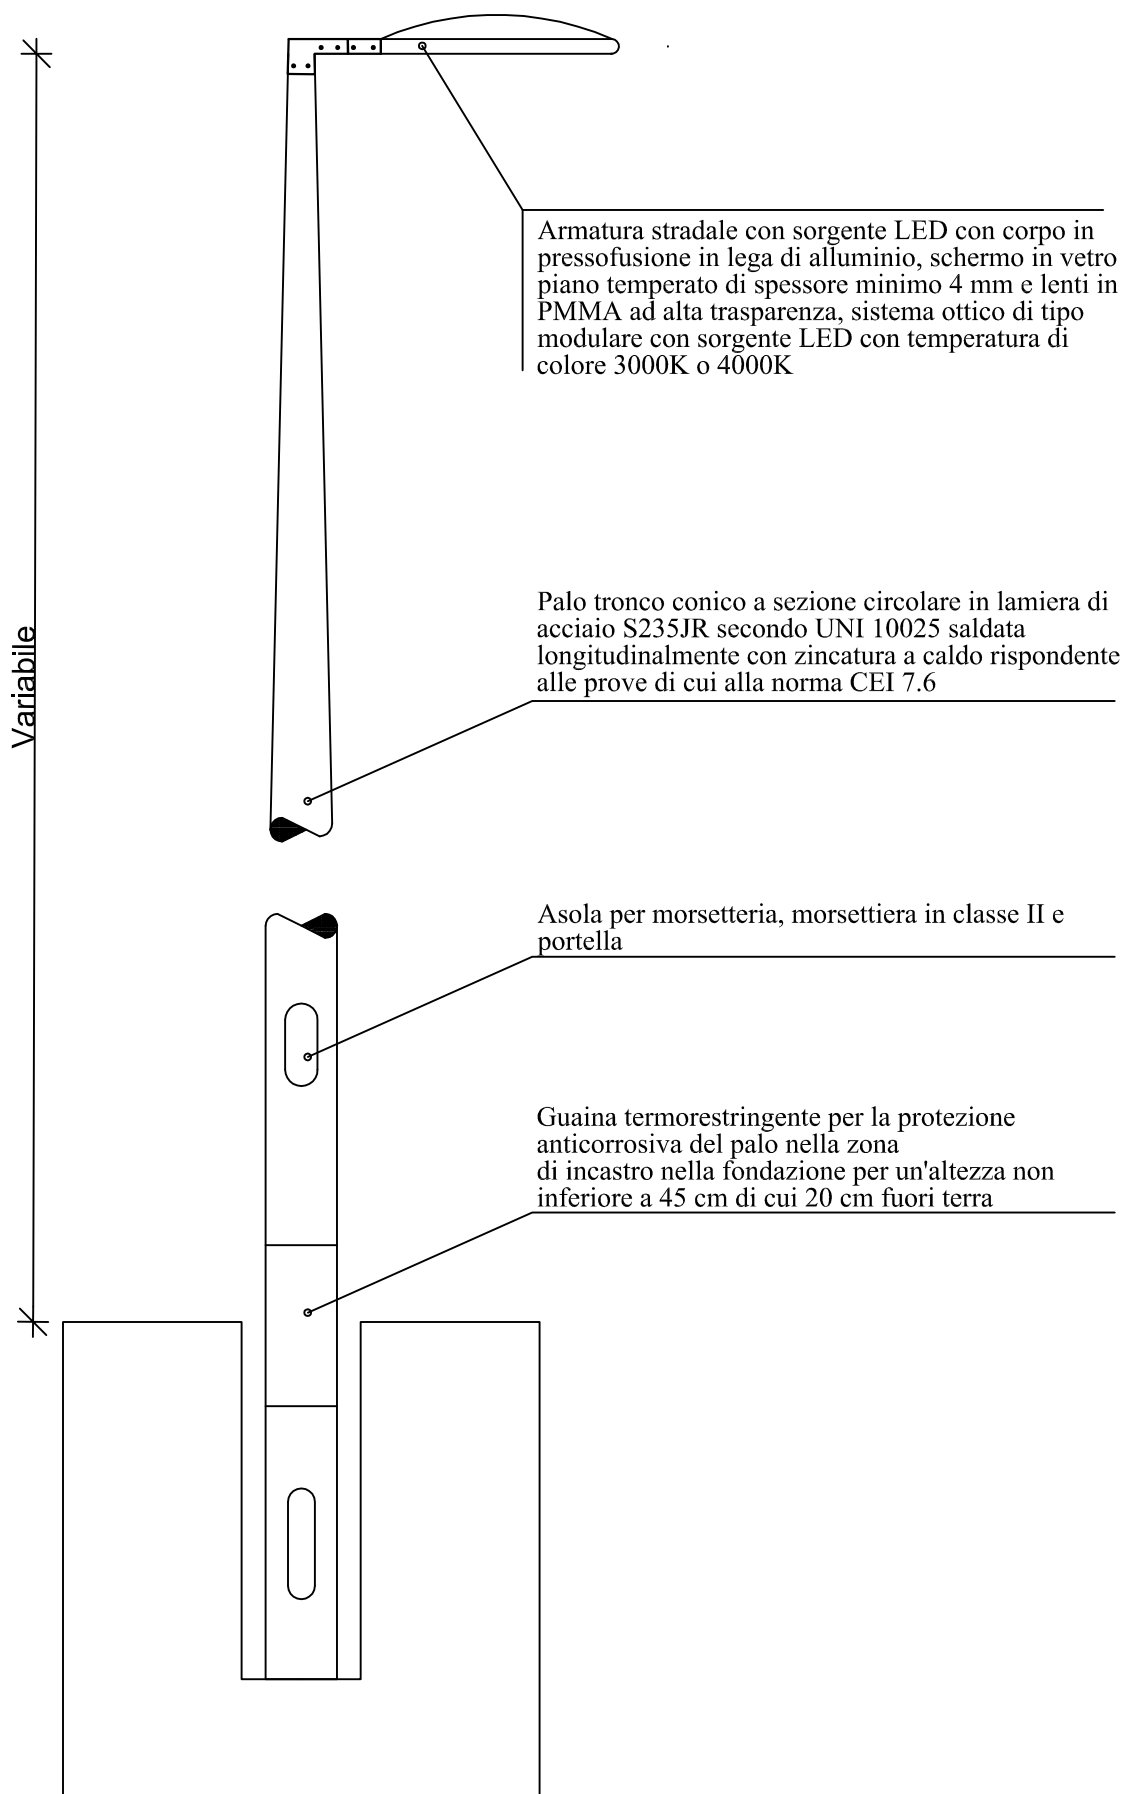 Armatura stradale con sorgente LED con corpo in
pressofusione in lega di alluminio, schermo in vetro
piano temperato di spessore minimo 4 mm e lenti in
PMMA ad alta trasparenza, sistema ottico di tipo
modulare con sorgente LED con temperatura di
colore 3000K o 4000K
Palo tronco conico a sezione circolare in lamiera di
acciaio S235JR secondo UNI 10025 saldata
longitudinalmente con zincatura a caldo rispondente
alle prove di cui alla norma CEI 7.6
Variabile
Asola per morsetteria, morsettiera in classe II e
portella
Guaina termorestringente per la protezione
anticorrosiva del palo nella zona
di incastro nella fondazione per un'altezza non
inferiore a 45 cm di cui 20 cm fuori terra